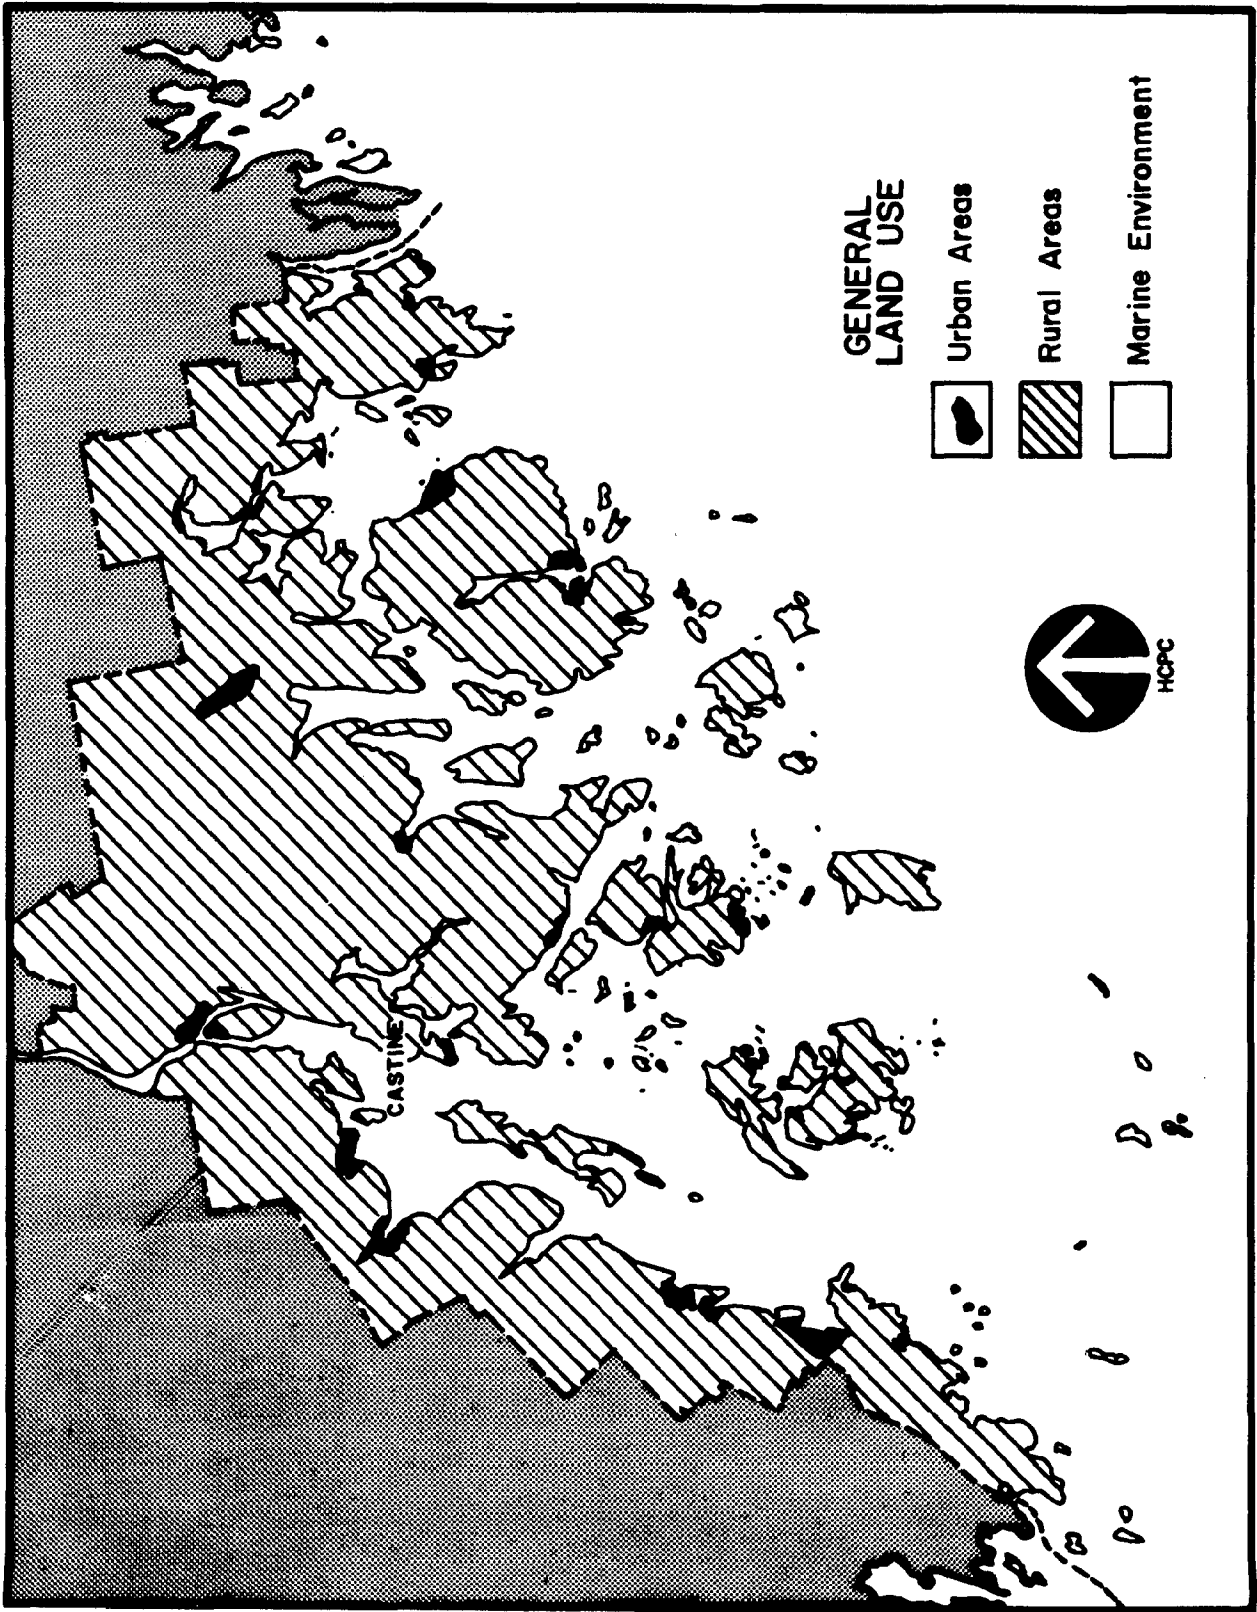 GENERAL
LAND USE
Urban Areas
Rural Areas
Marine Environment
CASTINE
HCPC